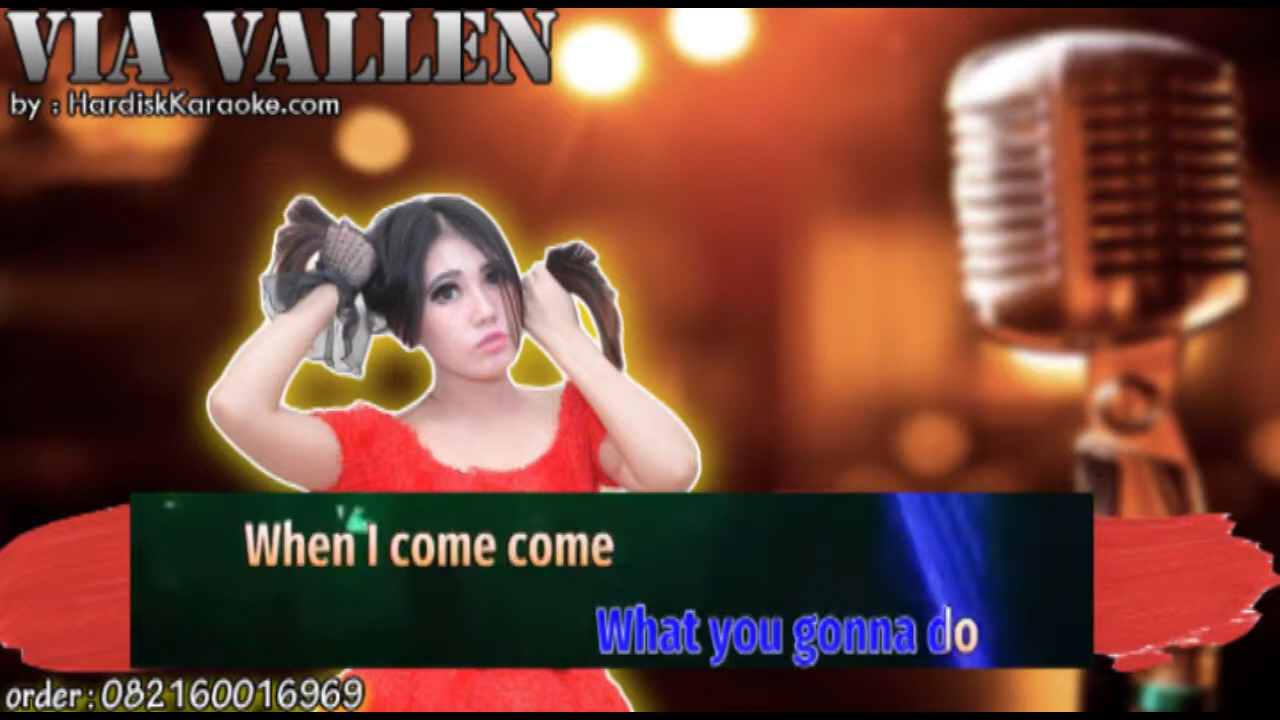 VIA VALLEN
by : HardiskKaraoke.com
When I come come
What you gonna do
order : 082160016969